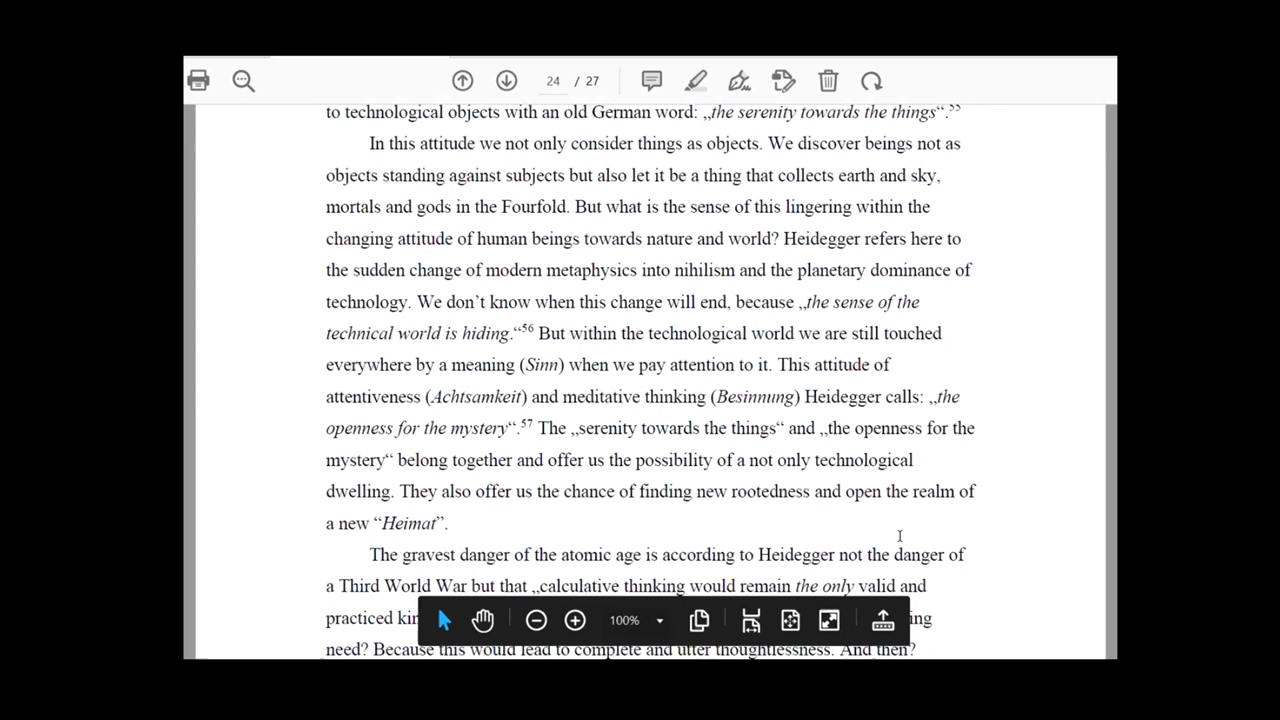 24 / 27
to technological objects with an old German word: „the serenity towards the things“.⁵⁵
In this attitude we not only consider things as objects. We discover beings not as
objects standing against subjects but also let it be a thing that collects earth and sky,
mortals and gods in the Fourfold. But what is the sense of this lingering within the
changing attitude of human beings towards nature and world? Heidegger refers here to
the sudden change of modern metaphysics into nihilism and the planetary dominance of
technology. We don’t know when this change will end, because „the sense of the
technical world is hiding.“⁵⁶ But within the technological world we are still touched
everywhere by a meaning (Sinn) when we pay attention to it. This attitude of
attentiveness (Achtsamkeit) and meditative thinking (Besinnung) Heidegger calls: „the
openness for the mystery“.⁵⁷ The „serenity towards the things“ and „the openness for the
mystery“ belong together and offer us the possibility of a not only technological
dwelling. They also offer us the chance of finding new rootedness and open the realm of
a new “Heimat”.
The gravest danger of the atomic age is according to Heidegger not the danger of
a Third World War but that „calculative thinking would remain the only valid and
practiced
need? Because this would lead to complete and utter thoughtlessness. And then?
100%